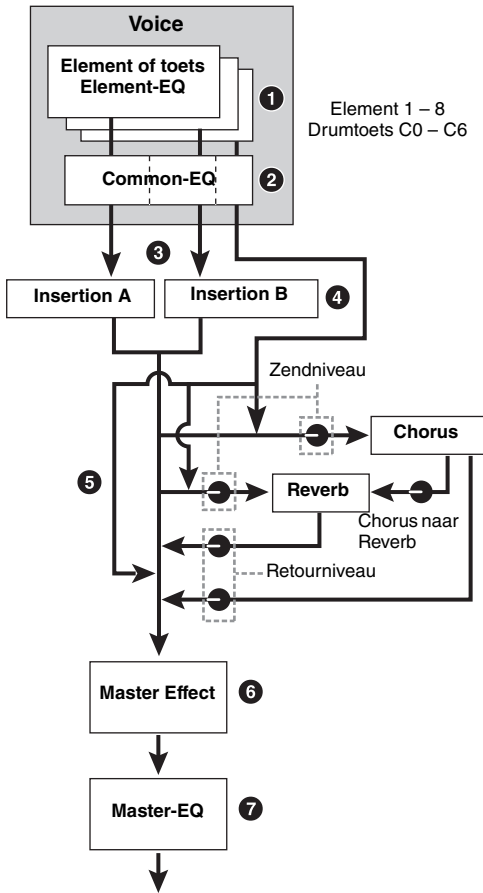 Voice
Element of toets
Element-EQ
1
Element 1 – 8
Drumtoets C0 – C6
Common-EQ
2
3
Insertion A
Insertion B
4
Zendniveau
Chorus
5
Reverb
Chorus naar
Reverb
Retourniveau
Master Effect
6
Master-EQ
7